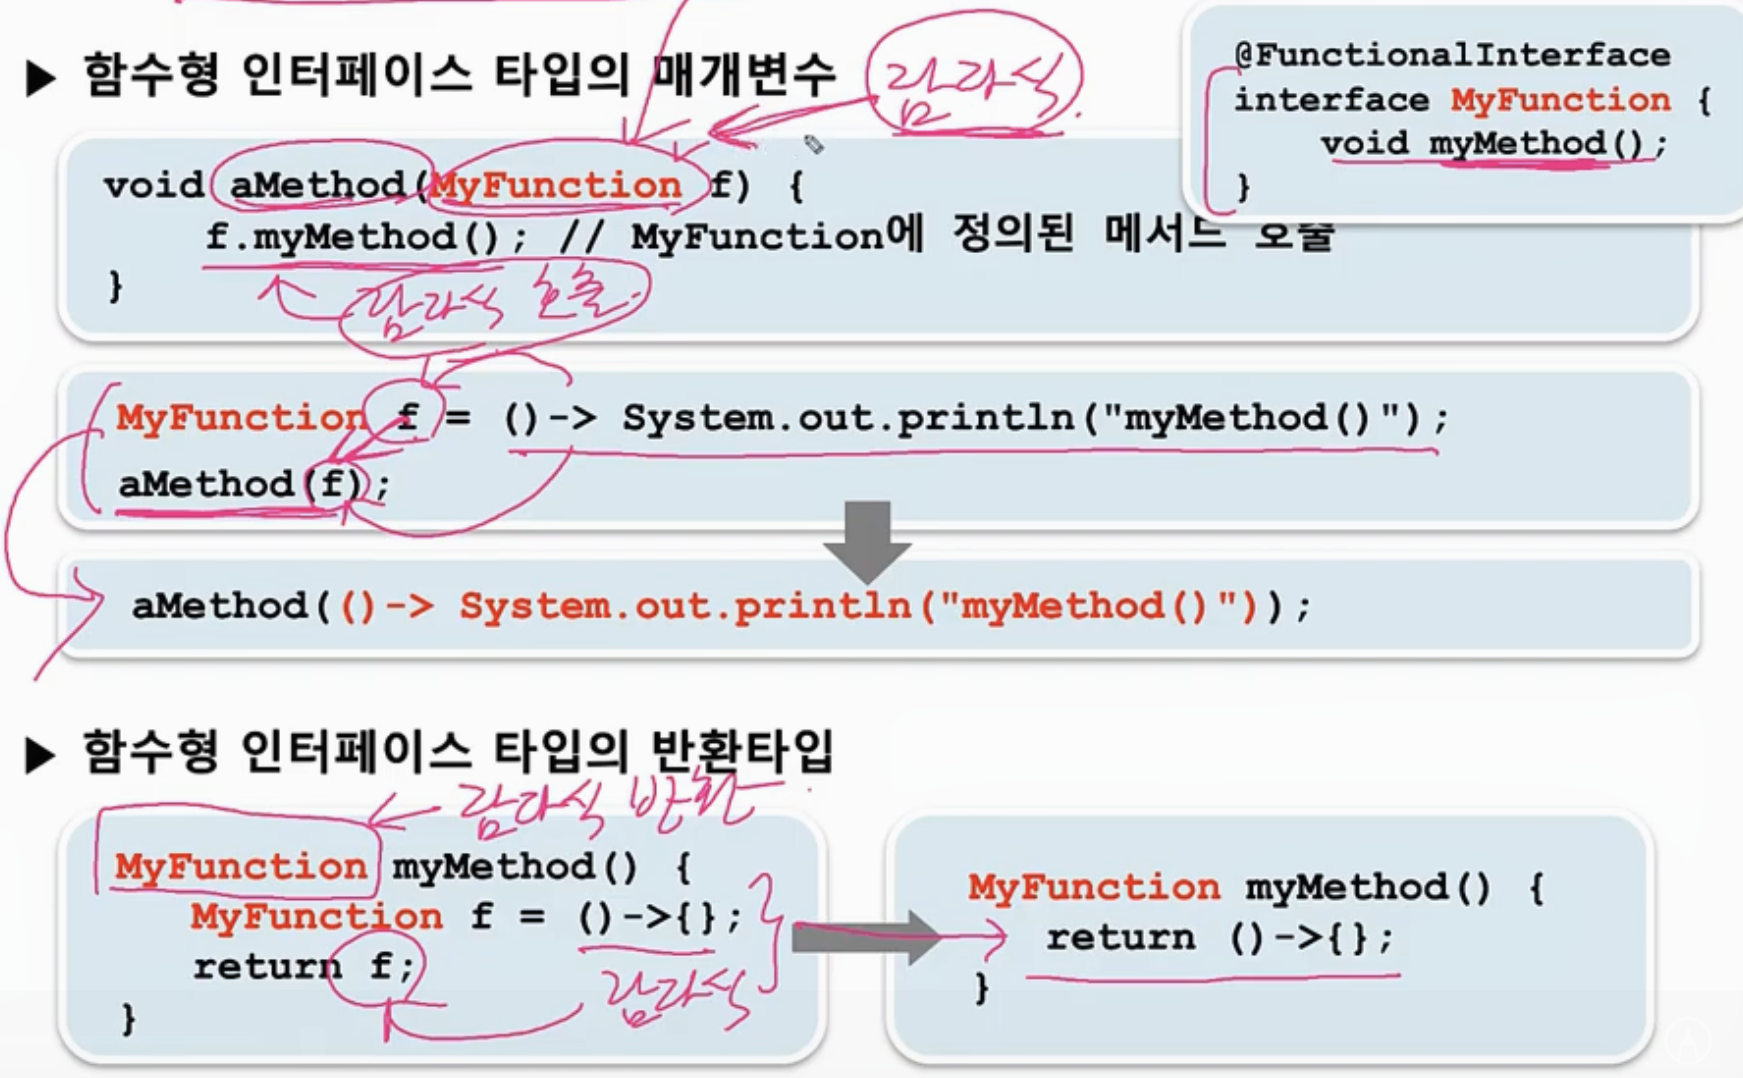 ▶ 함수형 인터페이스 타입의 매개변수
람다식
@FunctionalInterface
interface MyFunction {
void myMethod();
}
void aMethod(MyFunction f) {
f.myMethod(); // MyFunction에 정의된 메서드 호출
}
람다식 호출.
MyFunction f = ()-> System.out.println("myMethod()");
aMethod(f);
aMethod(()-> System.out.println("myMethod()"));
▶ 함수형 인터페이스 타입의 반환타입
람다식 반환
MyFunction myMethod() {
MyFunction f = ()->{};
return f;
}
람다식
MyFunction myMethod() {
return ()->{};
}